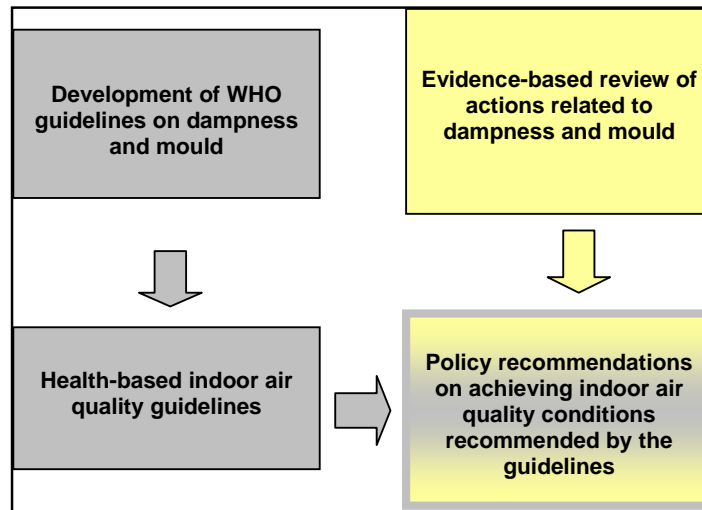 Development of WHO
guidelines on dampness
and mould
Evidence-based review of
actions related to
dampness and mould
Health-based indoor air
quality guidelines
Policy recommendations
on achieving indoor air
quality conditions
recommended by the
guidelines